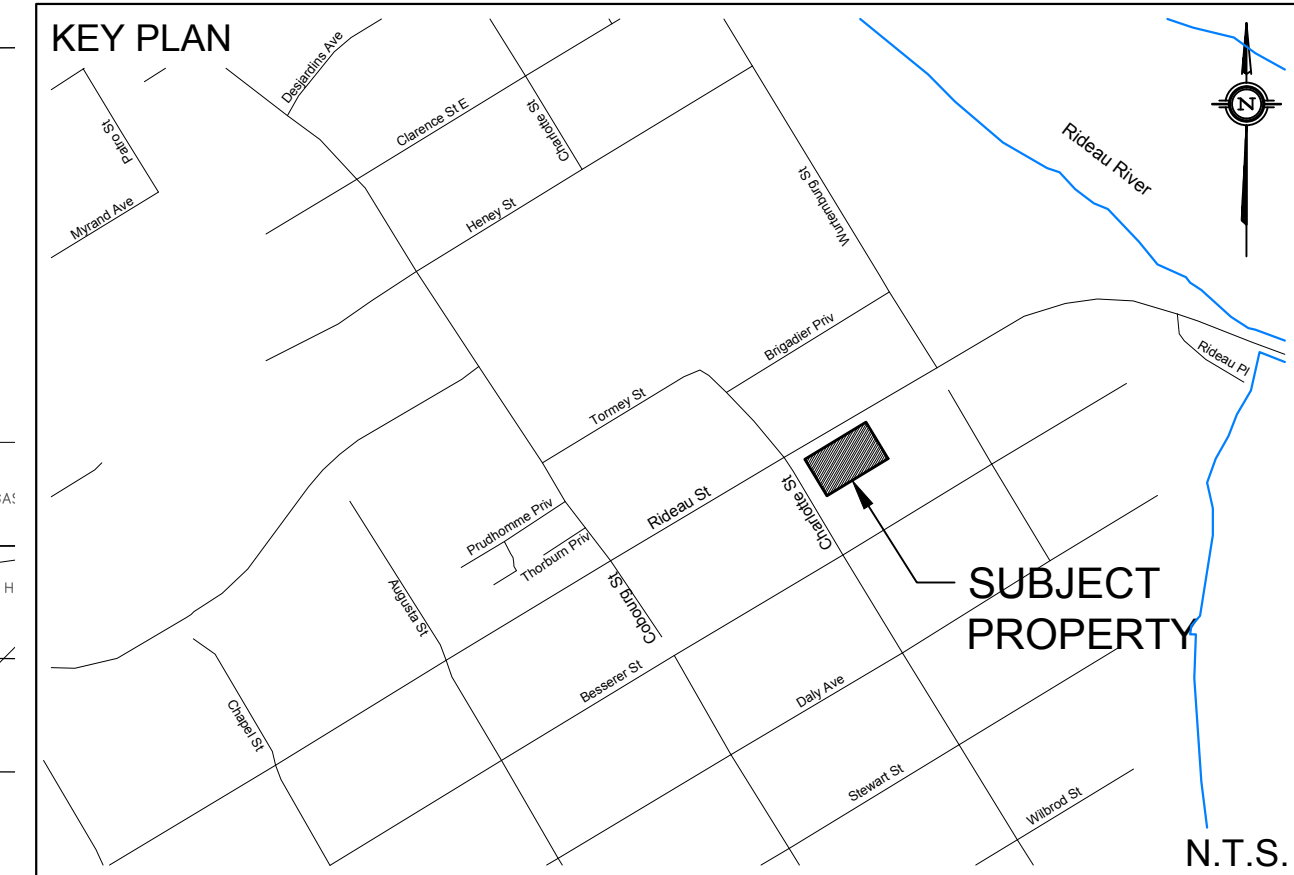 KEY PLAN
Desjardins Ave
Clarence St E
Charlotte St
Patro St
Myrand Ave
Heney St
Wurtemburg St
Rideau River
N
Brigadier Priv
Rideau Pl
Tormey St
Rideau St
Charlotte St
Prudhomme Priv
Thorburn Priv
Cobourg St
Augusta St
SUBJECT
PROPERTY
Besserer St
Daly Ave
Chapel St
Stewart St
Wilbrod St
N.T.S.
H